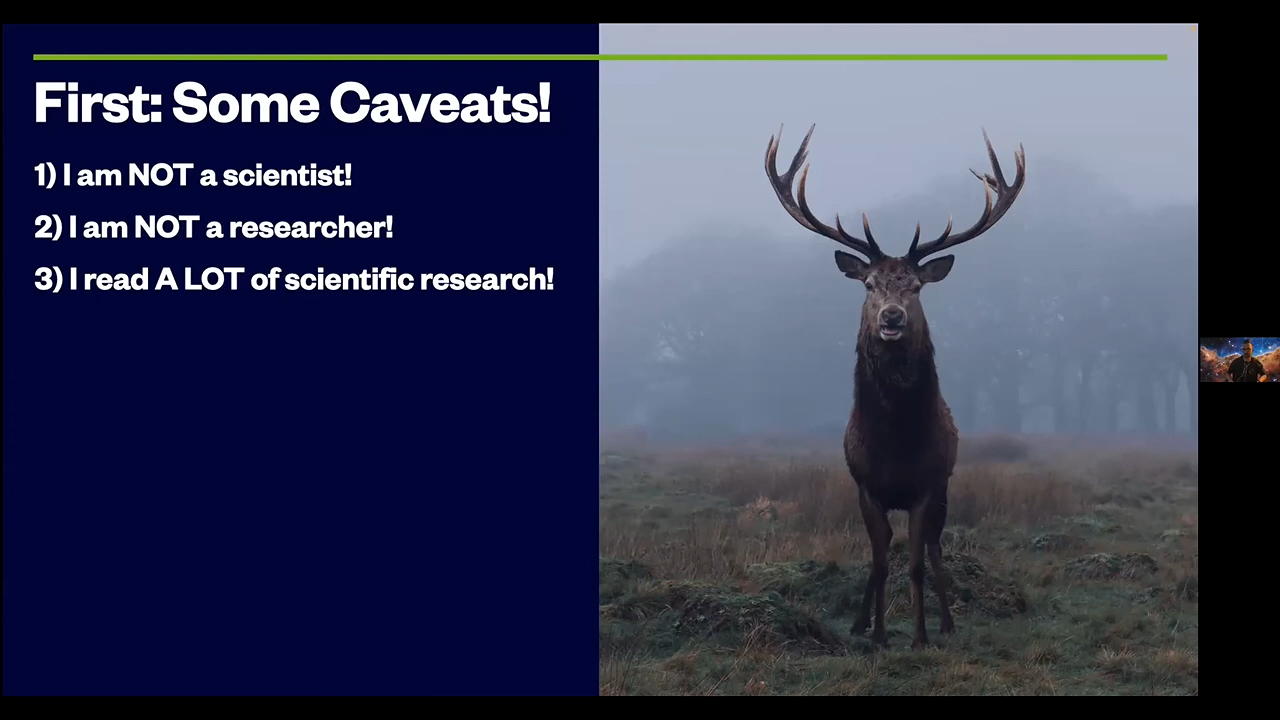 First: Some Caveats!
1) I am NOT a scientist!
2) I am NOT a researcher!
3) I read A LOT of scientific research!